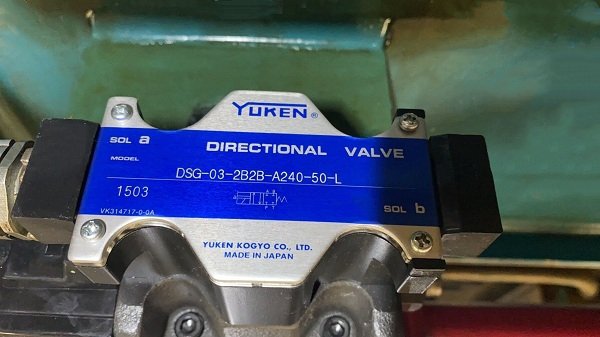 YUKEN ®
SOL a
DIRECTIONAL VALVE
MODEL
DSG-03-2B2B-A240-50-L
1503
SOL b
VK314717-0-0A
YUKEN KOGYO CO., LTD.
MADE IN JAPAN